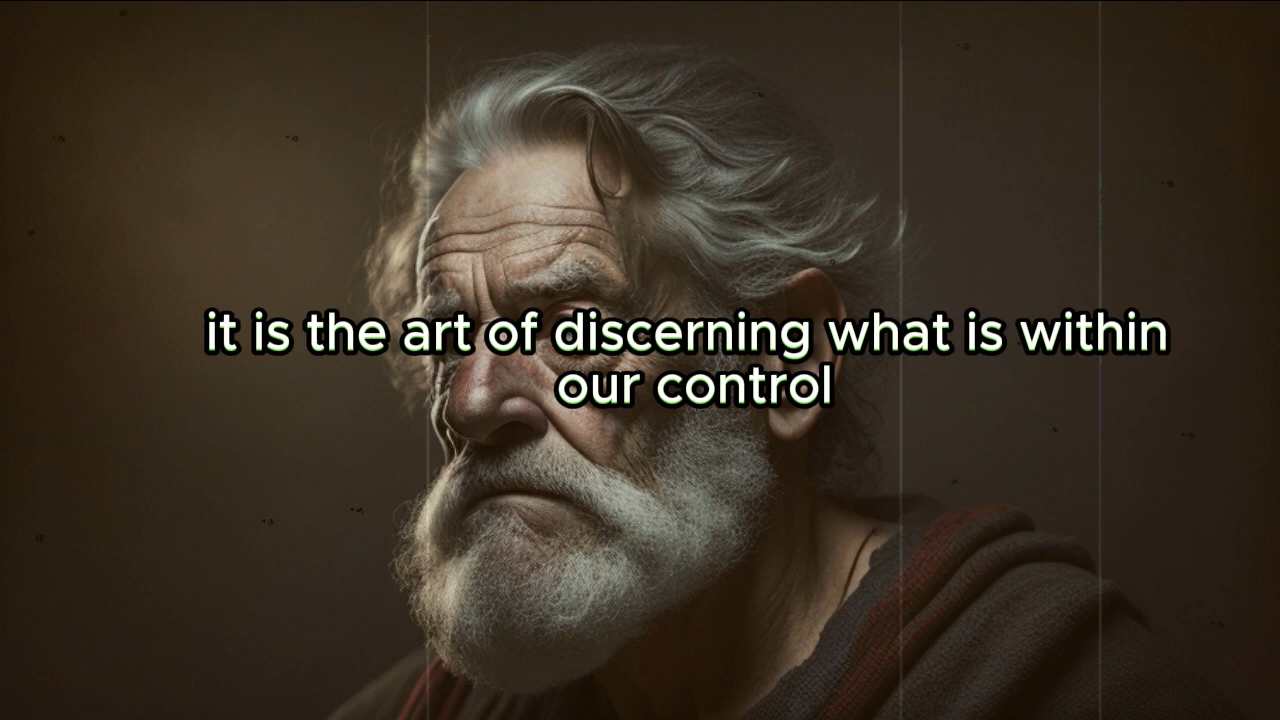 it is the art of discerning what is within
our control